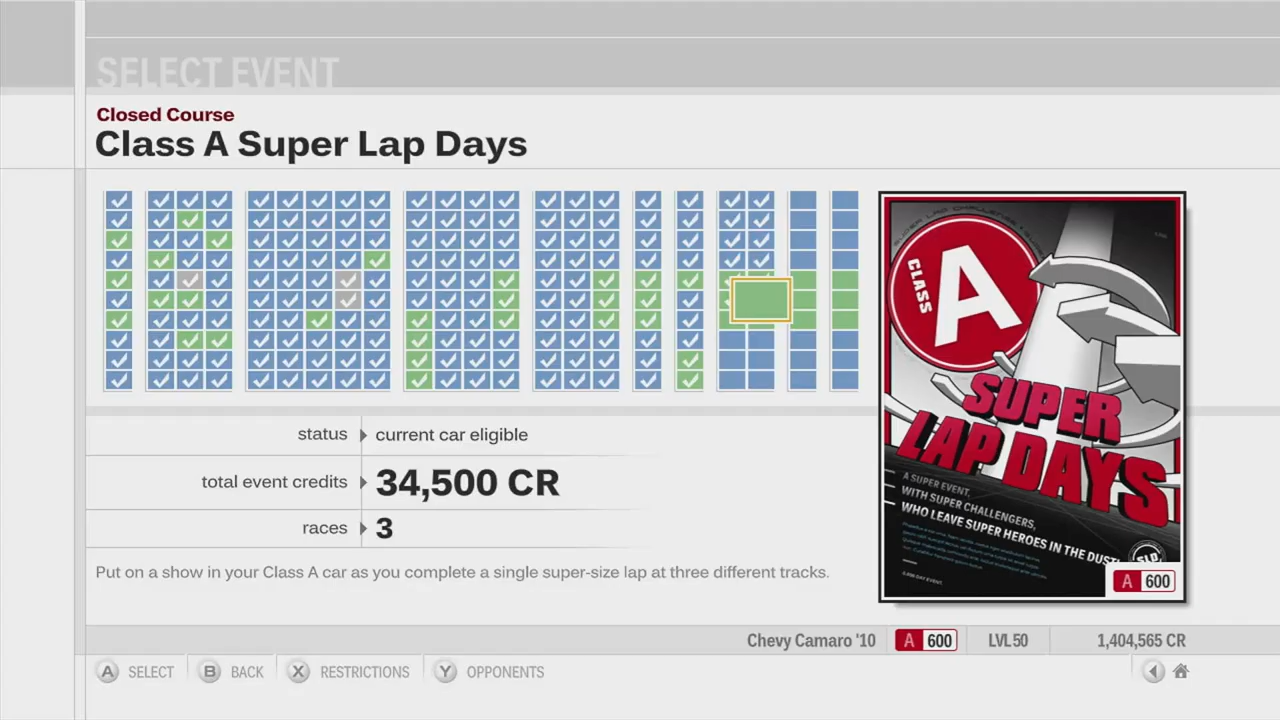 SELECT EVENT
Closed Course
Class A Super Lap Days
CLASS
A
SUPER
LAP DAYS
A SUPER EVENT,
WITH SUPER CHALLENGERS,
WHO LEAVE SUPER HEROES IN THE DUST!
SLD
A 600
status current car eligible
total event credits 34,500 CR
races 3
Put on a show in your Class A car as you complete a single super-size lap at three different tracks.
Chevy Camaro '10 A 600 LVL 50 1,404,565 CR
A SELECT B BACK X RESTRICTIONS Y OPPONENTS